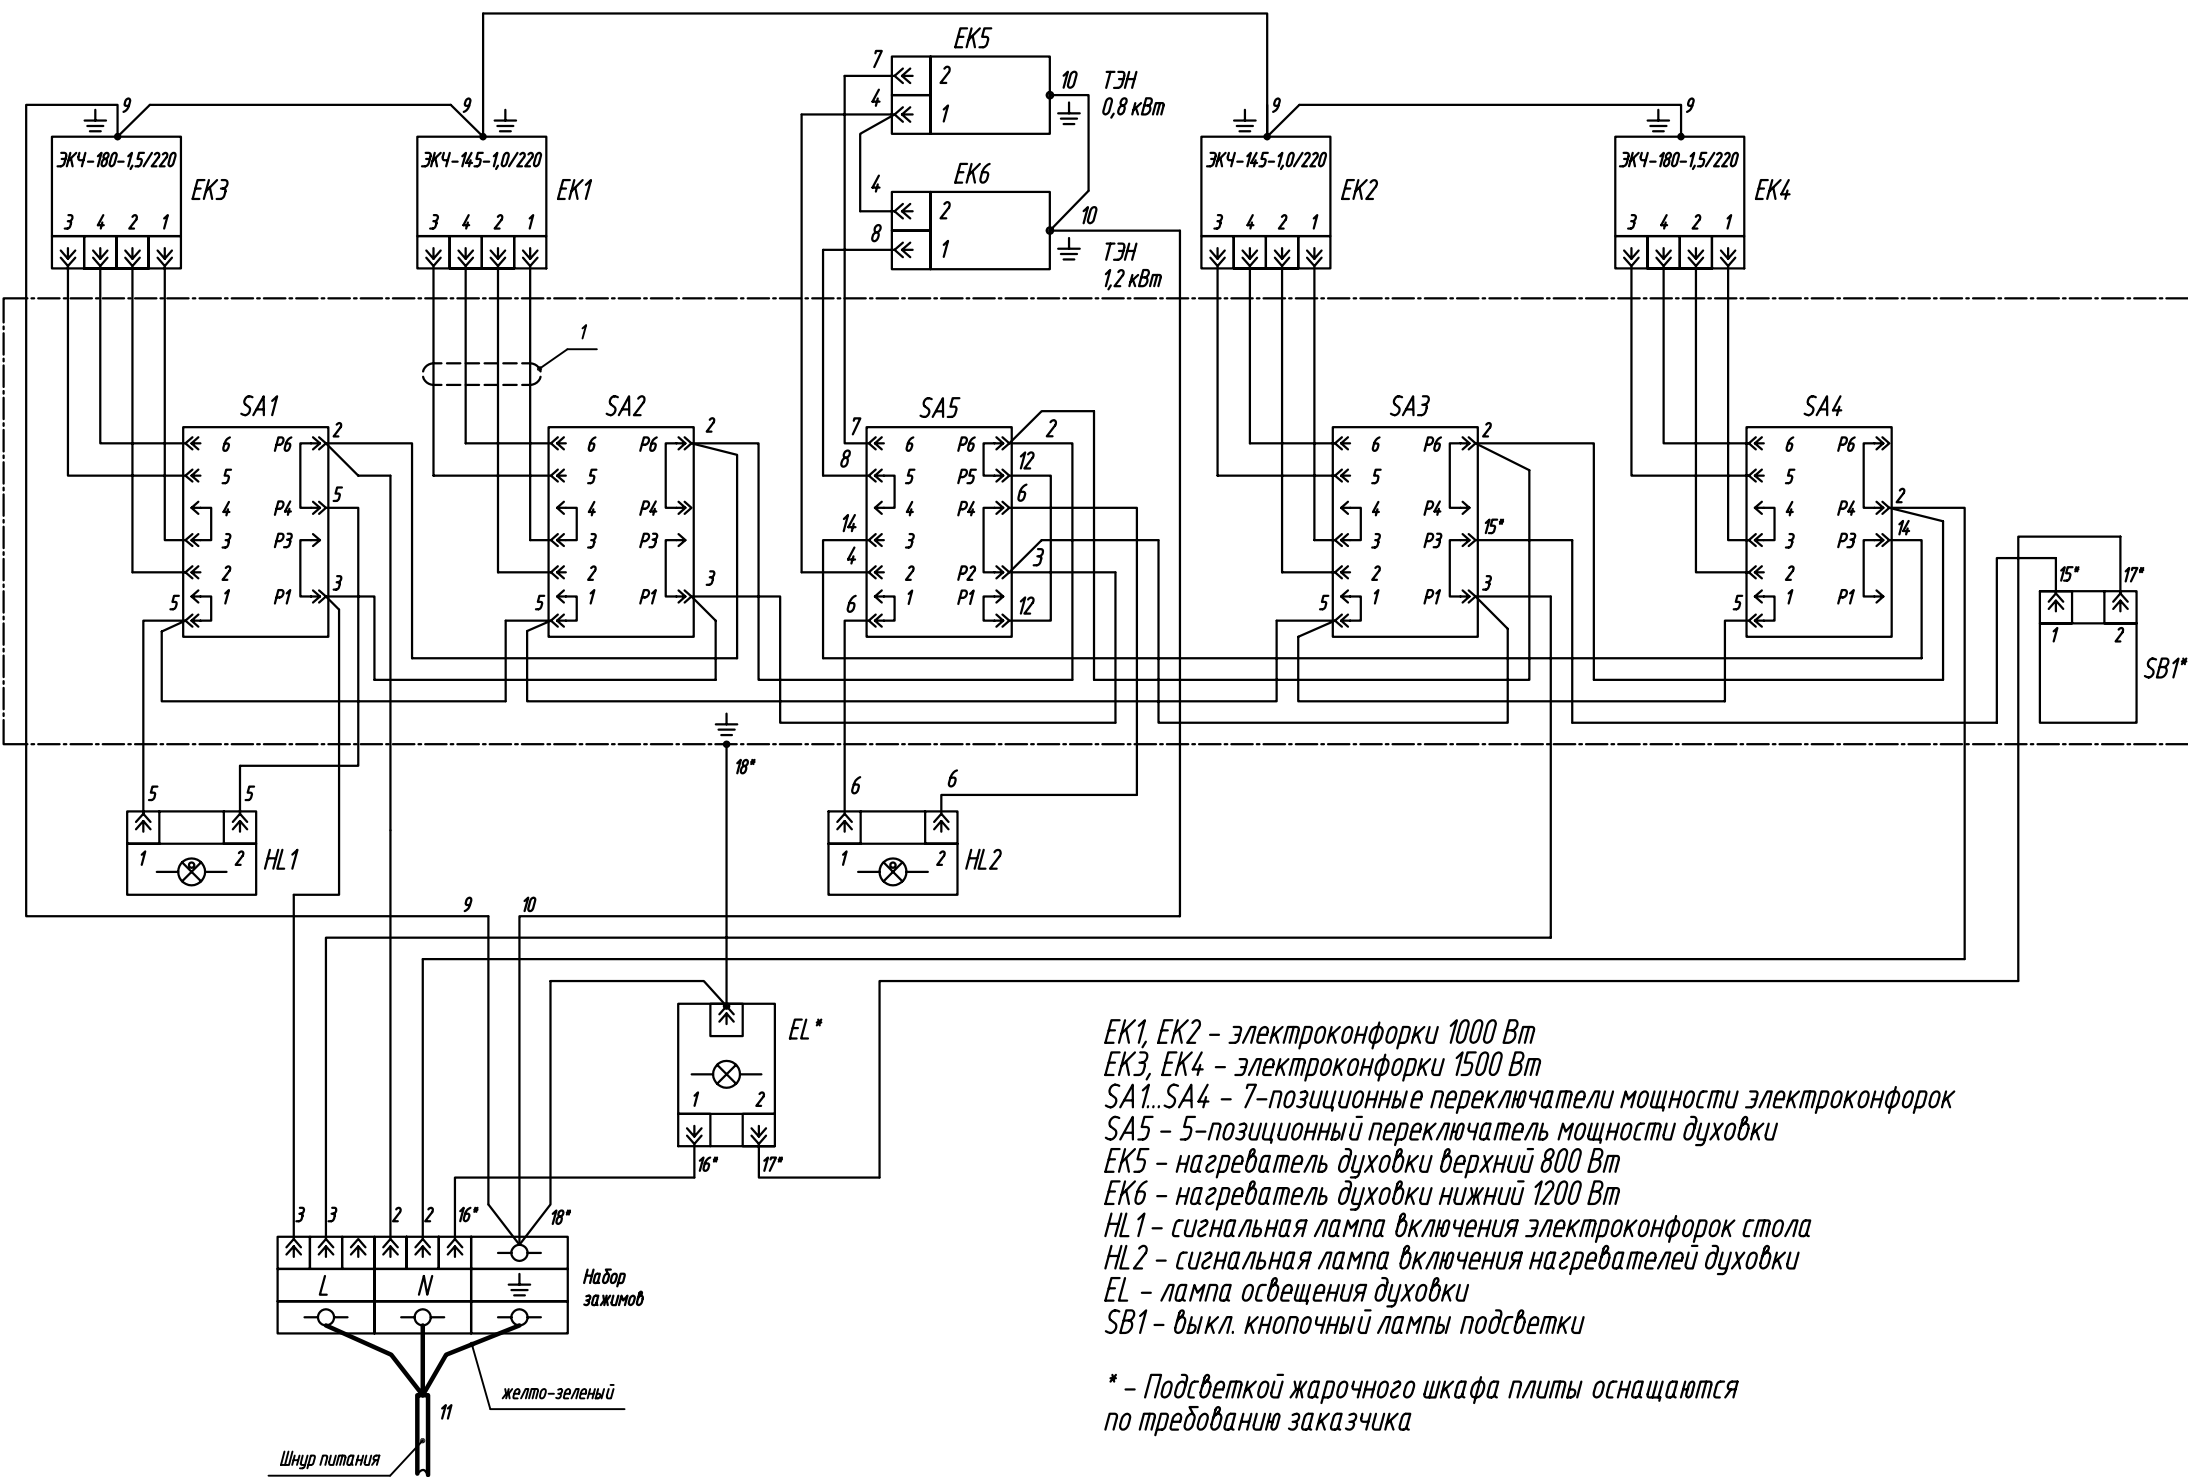 EK5
7
2
10
ТЭН
4
1
0,8 кВт
9
9
9
9
ЭКЧ-180-1,5/220
ЭКЧ-145-1,0/220
ЭКЧ-145-1,0/220
ЭКЧ-180-1,5/220
EK3
EK1
EK6
EK2
EK4
4
2
10
8
1
ТЭН
1,2 кВт
3 4 2 1
3 4 2 1
3 4 2 1
3 4 2 1
1
SA1
SA2
SA5
SA3
SA4
6 P6 2
5
4 P4 5
3 P3
2
1 P1 3
5
6 P6 2
5
4 P4
3 P3
2
1 P1 3
5
7 6 P6 2
8 5 P5 12
4 P4 6
14 3
4 2 P2 3
6 1 P1 12
6 P6 2
5
4 P4
3 P3 15*
2
1 P1 3
5
6 P6
5
4 P4 2
3 P3 14
2
1 P1
5
15* 17*
1 2
SB1*
18*
5 5
1 2
HL1
6 6
1 2
HL2
9 10
EL*
1 2
16* 17*
3 3 2 2 16* 18*
L N
Набор
зажимов
желто-зеленый
11
Шнур питания
EK1, EK2 – электроконфорки 1000 Вт
EK3, EK4 – электроконфорки 1500 Вт
SA1...SA4 – 7-позиционные переключатели мощности электроконфорок
SA5 – 5-позиционный переключатель мощности духовки
EK5 – нагреватель духовки верхний 800 Вт
EK6 – нагреватель духовки нижний 1200 Вт
HL1 – сигнальная лампа включения электроконфорок стола
HL2 – сигнальная лампа включения нагревателей духовки
EL – лампа освещения духовки
SB1 – выкл. кнопочный лампы подсветки
* – Подсветкой жарочного шкафа плиты оснащаются
по требованию заказчика